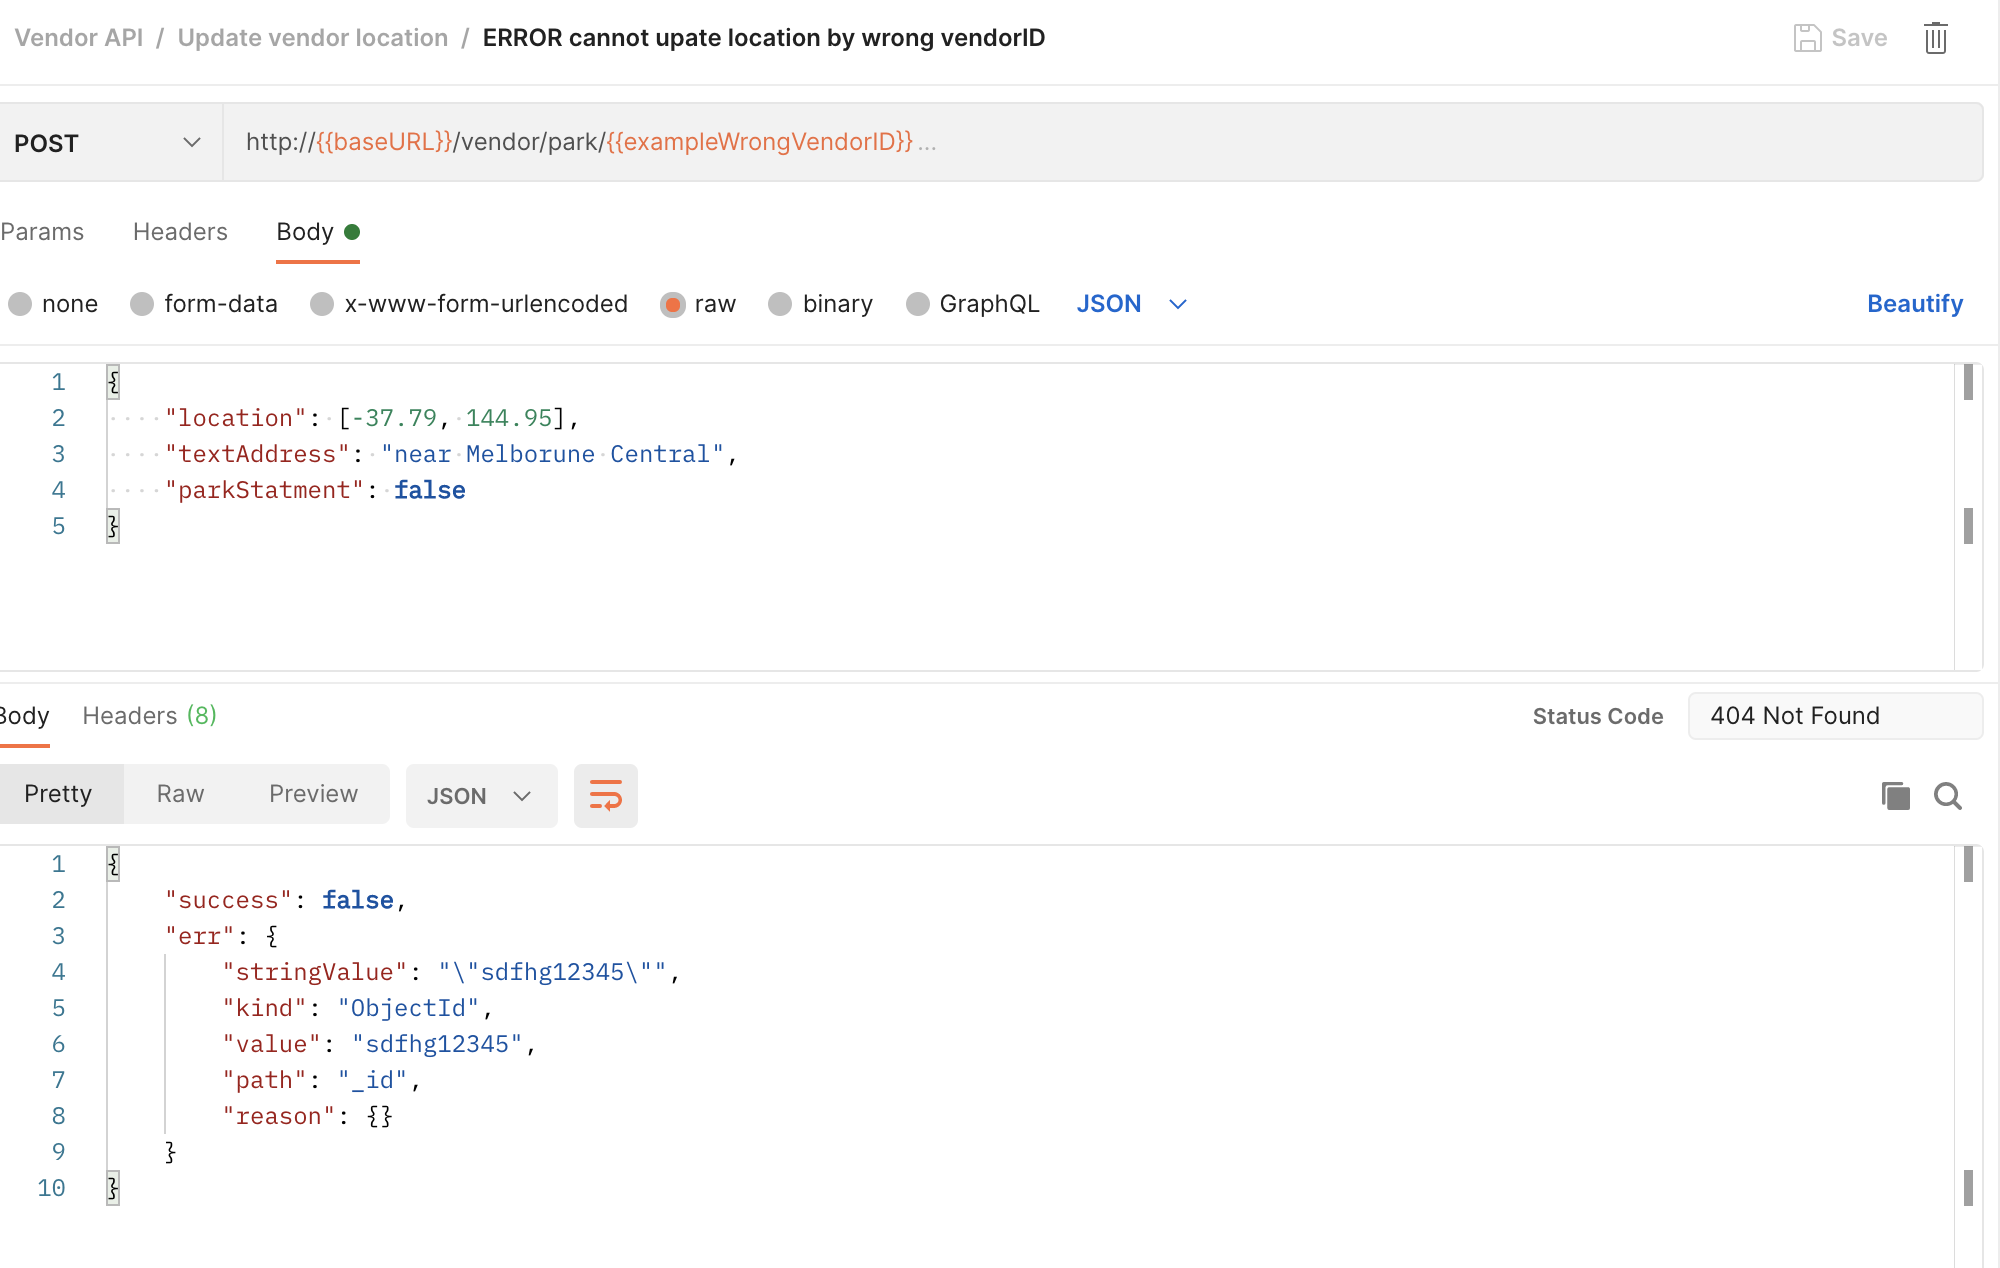 Vendor API / Update vendor location / ERROR cannot upate location by wrong vendorID
Save
POST
http://{{baseURL}}/vendor/park/{{exampleWrongVendorID}} ...
Params Headers Body
none form-data x-www-form-urlencoded raw binary GraphQL JSON Beautify
1 {
2 "location": [-37.79, 144.95],
3 "textAddress": "near Melborune Central",
4 "parkStatment": false
5 }
Body Headers (8) Status Code 404 Not Found
Pretty Raw Preview JSON
1 {
2 "success": false,
3 "err": {
4 "stringValue": "\"sdfhg12345\"",
5 "kind": "ObjectId",
6 "value": "sdfhg12345",
7 "path": "_id",
8 "reason": {}
9 }
10 }